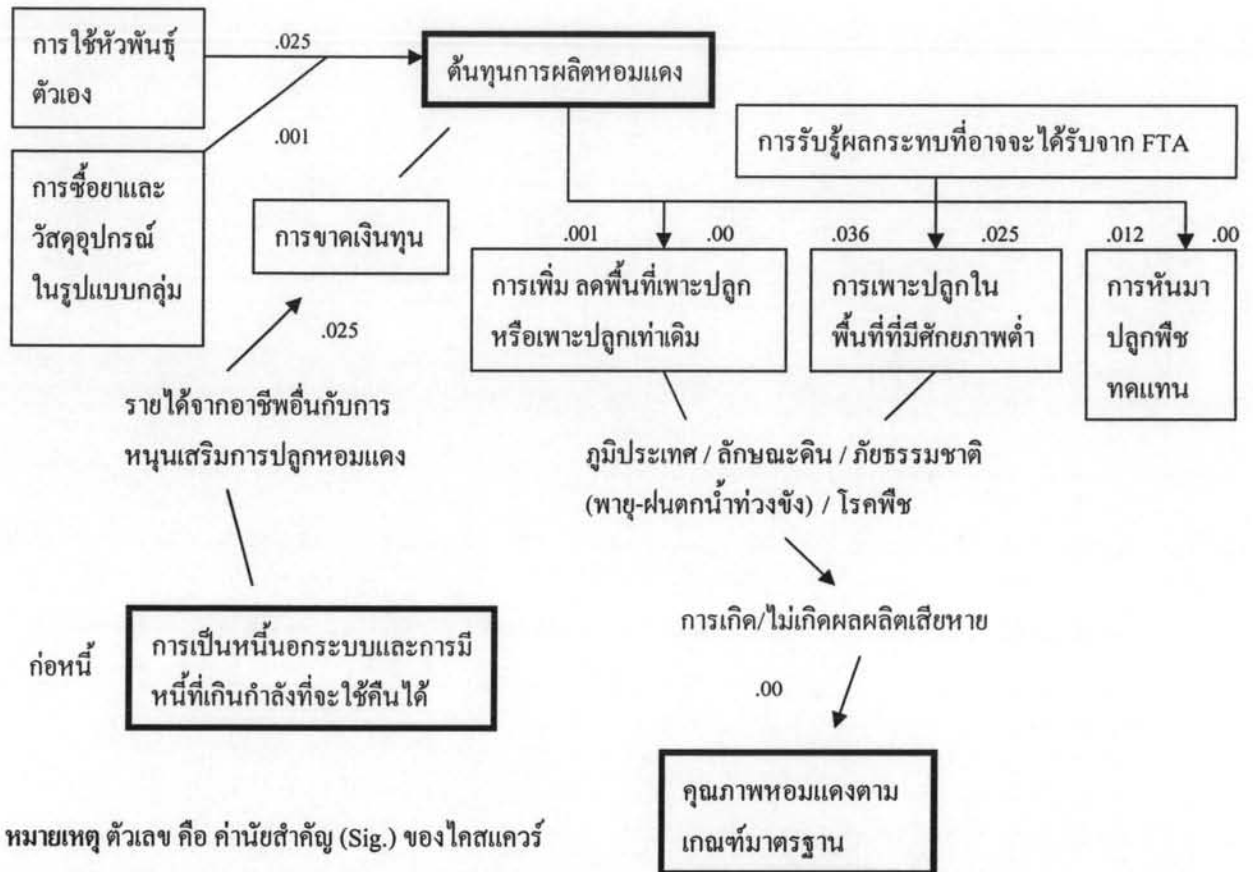 การใช้หัวพันธุ์
ตัวเอง
.025
ต้นทุนการผลิตหอมแดง
การรับรู้ผลกระทบที่อาจจะได้รับจาก FTA
.001
การซื้อยาและ
วัสดุอุปกรณ์
ในรูปแบบกลุ่ม
การขาดเงินทุน
.001
.00
.036
.025
.012
.00
การเพิ่ม ลดพื้นที่เพาะปลูก
หรือเพาะปลูกเท่าเดิม
การเพาะปลูกใน
พื้นที่ที่มีศักยภาพต่ำ
การหันมา
ปลูกพืช
ทดแทน
.025
รายได้จากอาชีพอื่นกับการ
หนุนเสริมการปลูกหอมแดง
ภูมิประเทศ / ลักษณะดิน / ภัยธรรมชาติ
(พายุ-ฝนตกน้ำท่วงขัง) / โรคพืช
การเกิด/ไม่เกิดผลผลิตเสียหาย
ก่อหนี้
การเป็นหนี้นอกระบบและการมี
หนี้ที่เกินกำลังที่จะใช้คืนได้
.00
คุณภาพหอมแดงตาม
เกณฑ์มาตรฐาน
หมายเหตุ ตัวเลข คือ ค่านัยสำคัญ (Sig.) ของไคสแควร์